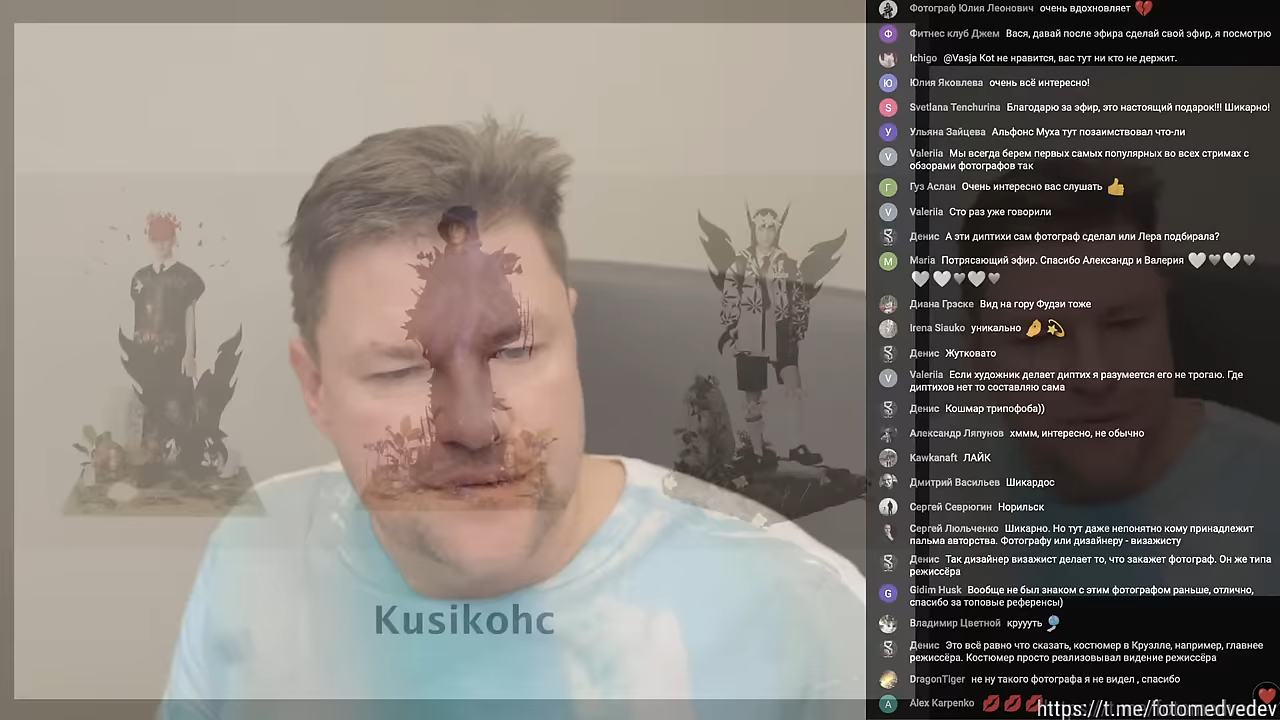 Kusikohc
Фотограф Юлия Леонович очень вдохновляет 💔
Ф Фитнес клуб Джем Вася, давай после эфира сделай свой эфир, я посмотрю
Ichigo @Vasja Kot не нравится, вас тут ни кто не держит.
Ю Юлия Яковлева очень всё интересно!
S Svetlana Tenchurina Благодарю за эфир, это настоящий подарок!!! Шикарно!
У Ульяна Зайцева Альфонс Муха тут позаимствовал что-ли
V Valeriia Мы всегда берем первых самых популярных во всех стримах с
обзорами фотографов так
Г Гуз Аслан Очень интересно вас слушать 👍
V Valeriia Сто раз уже говорили
Денис А эти диптихи сам фотограф сделал или Лера подбирала?
M Maria Потрясающий эфир. Спасибо Александр и Валерия 🤍🤍🤍🤍
🤍🤍🤍🤍🤍
Диана Грэске Вид на гору Фудзи тоже
Irena Siauko уникально 🤌💫
Денис Жутковато
V Valeriia Если художник делает диптих я разумеется его не трогаю. Где
диптихов нет то составляю сама
Денис Кошмар трипофоба))
Александр Ляпунов хммм, интересно, не обычно
Kawkanaft ЛАЙК
Дмитрий Васильев Шикардос
Сергей Севрюгин Норильск
Сергей Люльченко Шикарно. Но тут даже непонятно кому принадлежит
пальма авторства. Фотографу или дизайнеру - визажисту
Денис Так дизайнер визажист делает то, что закажет фотограф. Он же типа
режиссёра
G Gidim Husk Вообще не был знаком с этим фотографом раньше, отлично,
спасибо за топовые референсы)
Владимир Цветной круууть
Денис Это всё равно что сказать, костюмер в Круэлле, например, главнее
режиссёра. Костюмер просто реализовывал видение режиссёра
DragonTiger не ну такого фотографа я не видел , спасибо
A Alex Karpenko 💋💋💋
https://t.me/fotomedvedev